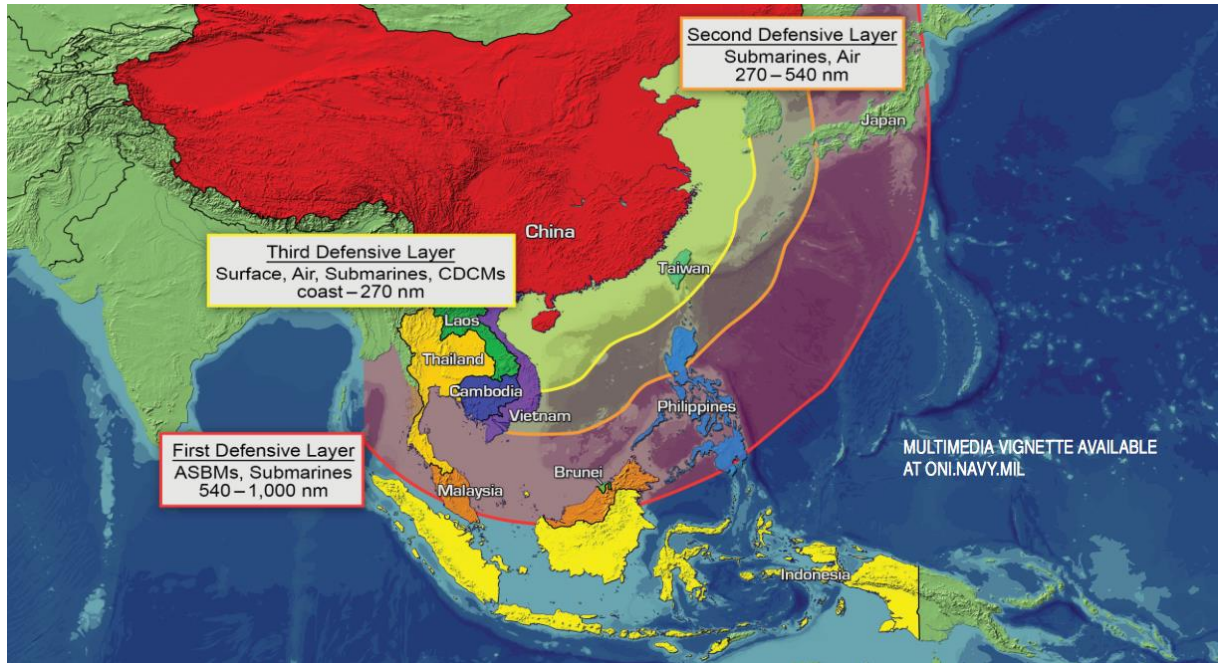 Second Defensive Layer
Submarines, Air
270 – 540 nm
Japan
China
Third Defensive Layer
Surface, Air, Submarines, CDCMs
coast – 270 nm
Taiwan
Laos
Thailand
Cambodia
Vietnam
Philippines
First Defensive Layer
ASBMs, Submarines
540 – 1,000 nm
MULTIMEDIA VIGNETTE AVAILABLE
AT ONI.NAVY.MIL
Brunei
Malaysia
Indonesia